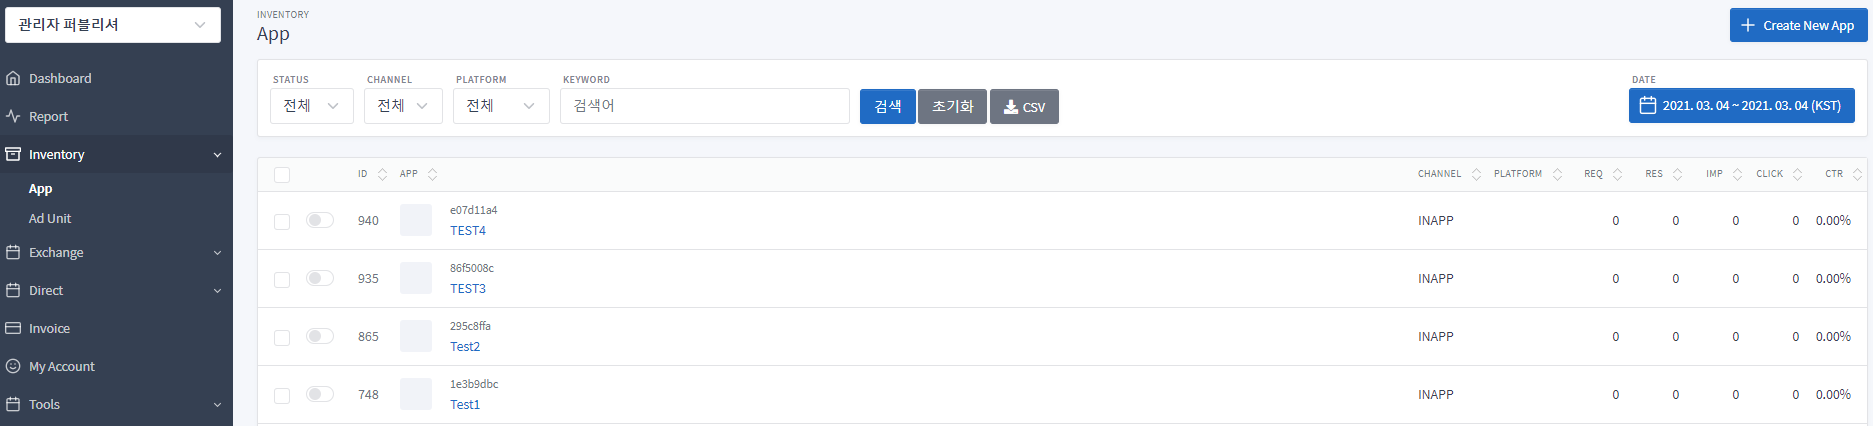 관리자 퍼블리셔
Dashboard
Report
Inventory
App
Ad Unit
Exchange
Direct
Invoice
My Account
Tools
INVENTORY
App
Create New App
STATUS CHANNEL PLATFORM KEYWORD DATE
전체 전체 전체 검색어 검색 초기화 CSV 2021. 03. 04 ~ 2021. 03. 04 (KST)
ID APP CHANNEL PLATFORM REQ RES IMP CLICK CTR
e07d11a4
940 TEST4 INAPP 0 0 0 0 0.00%
86f5008c
935 TEST3 INAPP 0 0 0 0 0.00%
295c8ffa
865 Test2 INAPP 0 0 0 0 0.00%
1e3b9dbc
748 Test1 INAPP 0 0 0 0 0.00%